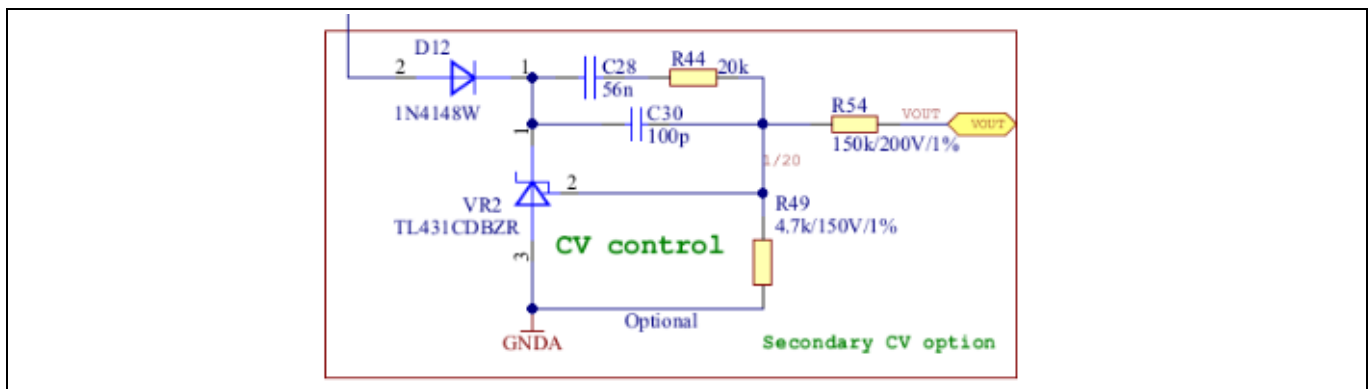 D12
2
1
1N4148W
C28
56n
R44
20k
C30
100p
R54
VOUT
VOUT
150k/200V/1%
1/20
1
2
VR2
TL431CDBZR
3
R49
4.7k/150V/1%
CV control
Optional
GNDA
Secondary CV option